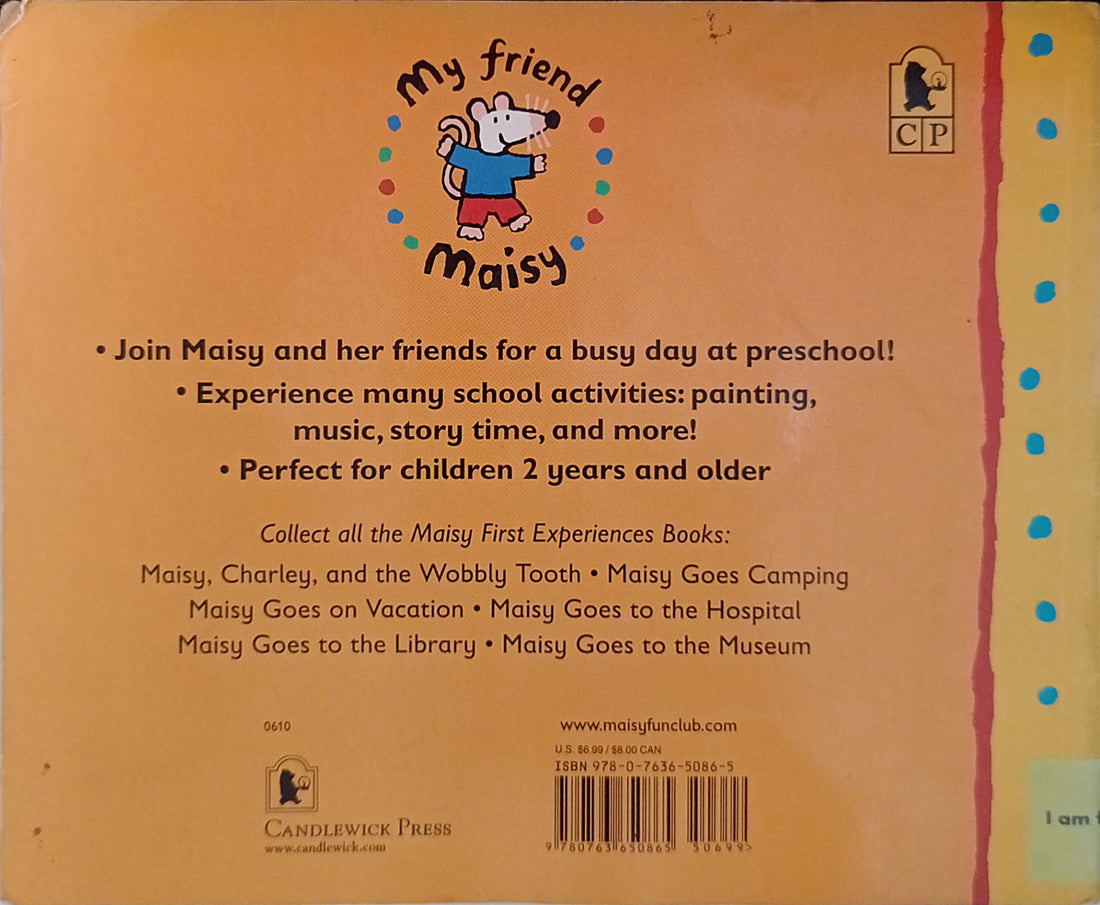 My friend
Maisy
C P
• Join Maisy and her friends for a busy day at preschool!
• Experience many school activities: painting,
music, story time, and more!
• Perfect for children 2 years and older
Collect all the Maisy First Experiences Books:
Maisy, Charley, and the Wobbly Tooth • Maisy Goes Camping
Maisy Goes on Vacation • Maisy Goes to the Hospital
Maisy Goes to the Library • Maisy Goes to the Museum
0610
CANDLEWICK PRESS
www.candlewick.com
www.maisyfunclub.com
U.S. $6.99 / $8.00 CAN
ISBN 978-0-7636-5086-5
9 780763 650865 50699>
I am